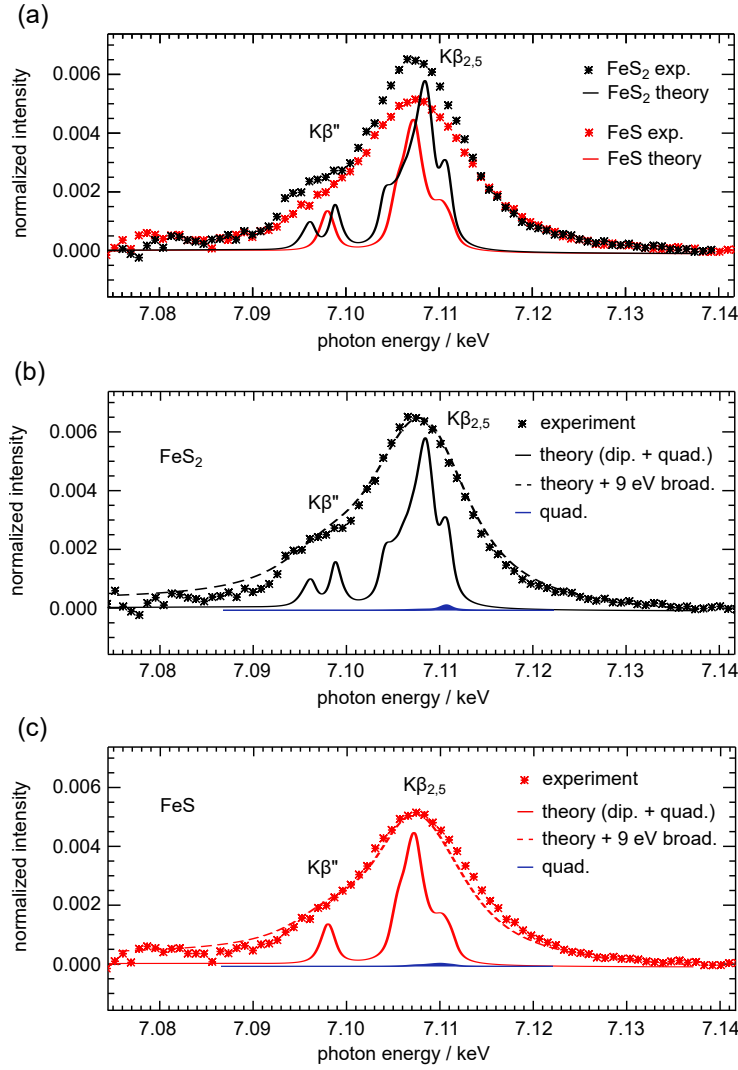 (a)
Kβ2,5
Kβ"
FeS2 exp.
FeS2 theory
FeS exp.
FeS theory
normalized intensity
0.006
0.004
0.002
0.000
7.08 7.09 7.10 7.11 7.12 7.13 7.14
photon energy / keV
(b)
Kβ2,5
Kβ"
FeS2
experiment
theory (dip. + quad.)
theory + 9 eV broad.
quad.
normalized intensity
0.006
0.004
0.002
0.000
7.08 7.09 7.10 7.11 7.12 7.13 7.14
photon energy / keV
(c)
Kβ2,5
Kβ"
FeS
experiment
theory (dip. + quad.)
theory + 9 eV broad.
quad.
normalized intensity
0.006
0.004
0.002
0.000
7.08 7.09 7.10 7.11 7.12 7.13 7.14
photon energy / keV